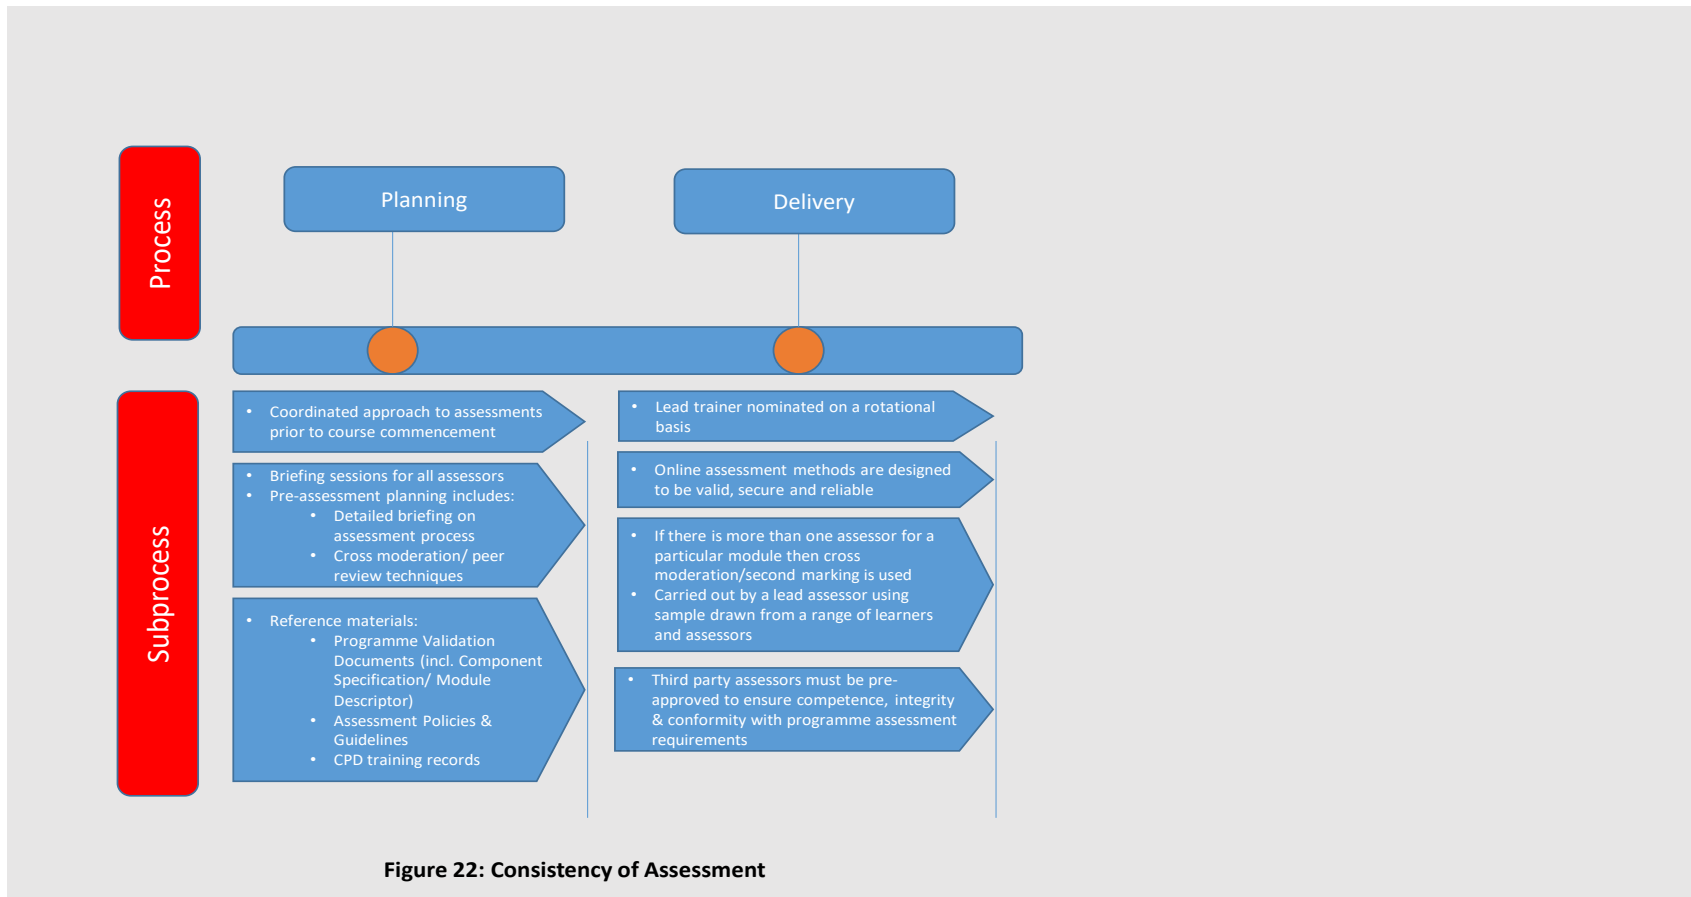 Process
Planning
Delivery
Subprocess
• Coordinated approach to assessments
prior to course commencement
• Briefing sessions for all assessors
• Pre-assessment planning includes:
• Detailed briefing on
assessment process
• Cross moderation/ peer
review techniques
• Reference materials:
• Programme Validation
Documents (incl. Component
Specification/ Module
Descriptor)
• Assessment Policies &
Guidelines
• CPD training records
• Lead trainer nominated on a rotational
basis
• Online assessment methods are designed
to be valid, secure and reliable
• If there is more than one assessor for a
particular module then cross
moderation/second marking is used
• Carried out by a lead assessor using
sample drawn from a range of learners
and assessors
• Third party assessors must be pre-
approved to ensure competence, integrity
& conformity with programme assessment
requirements
Figure 22: Consistency of Assessment